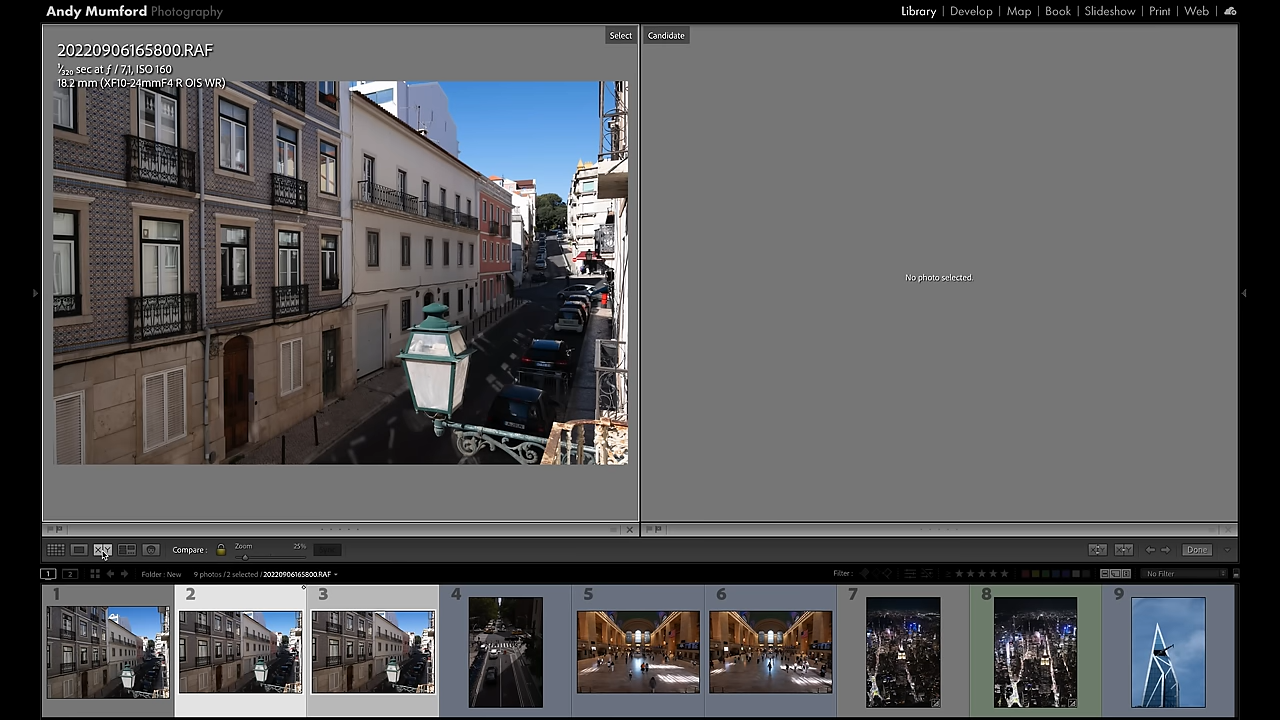 Andy Mumford Photography
Library | Develop | Map | Book | Slideshow | Print | Web
20220906165800.RAF
1/320 sec at ƒ / 7.1, ISO 160
18.2 mm (XF10-24mmF4 R OIS WR)
Select
Candidate
No photo selected.
Compare :
Zoom
25%
Done
1 2
Folder : New
9 photos / 2 selected / 20220906165800.RAF
Filter :
No Filter
1 2 3 4 5 6 7 8 9